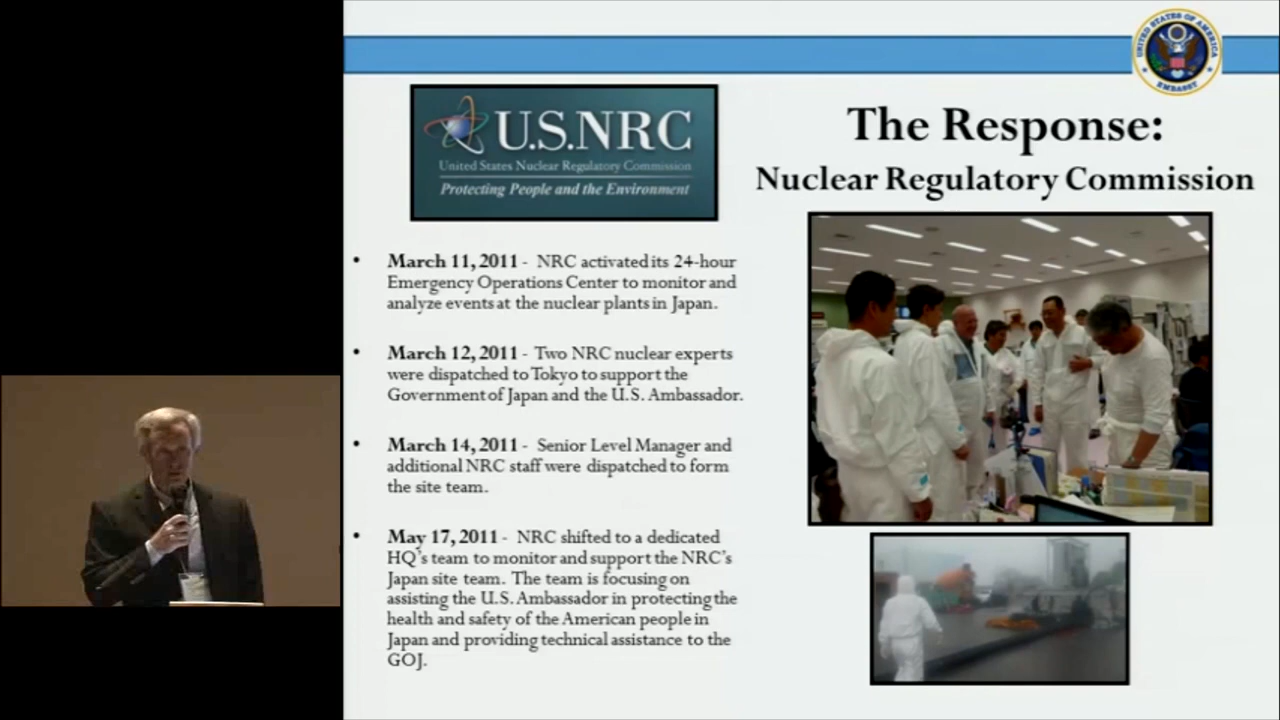 UNITED STATES OF AMERICA
EMBASSY
U.S.NRC
United States Nuclear Regulatory Commission
Protecting People and the Environment
The Response:
Nuclear Regulatory Commission
• March 11, 2011 - NRC activated its 24-hour
Emergency Operations Center to monitor and
analyze events at the nuclear plants in Japan.
• March 12, 2011 - Two NRC nuclear experts
were dispatched to Tokyo to support the
Government of Japan and the U.S. Ambassador.
• March 14, 2011 - Senior Level Manager and
additional NRC staff were dispatched to form
the site team.
• May 17, 2011 - NRC shifted to a dedicated
HQ's team to monitor and support the NRC's
Japan site team. The team is focusing on
assisting the U.S. Ambassador in protecting the
health and safety of the American people in
Japan and providing technical assistance to the
GOJ.